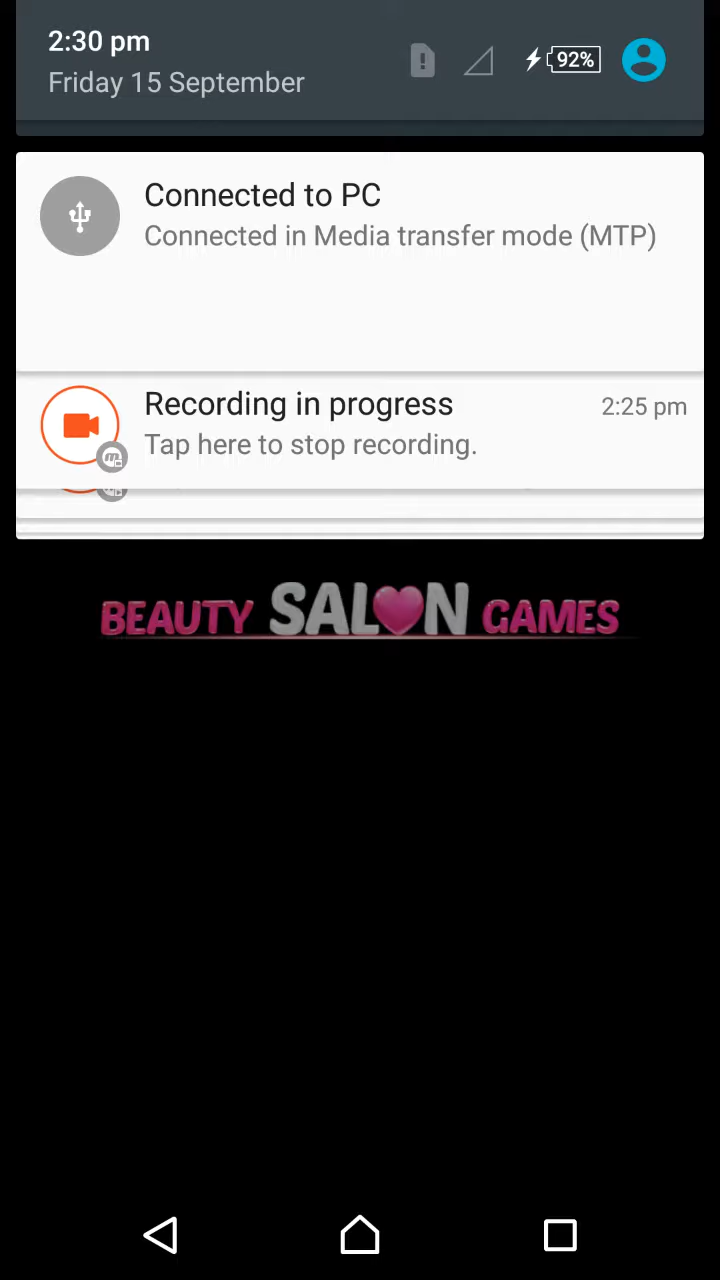 2:30 pm
Friday 15 September
92%
Connected to PC
Connected in Media transfer mode (MTP)
Recording in progress
2:25 pm
Tap here to stop recording.
BEAUTY SALON GAMES